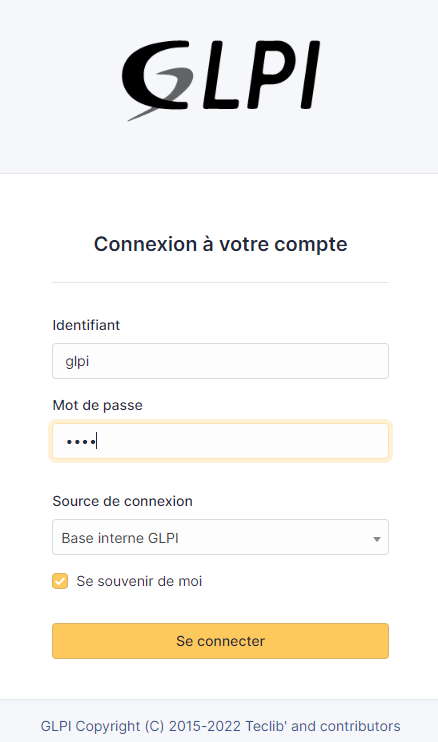 GLPI
Connexion à votre compte
Identifiant
glpi
Mot de passe
••••
Source de connexion
Base interne GLPI
Se souvenir de moi
Se connecter
GLPI Copyright (C) 2015-2022 Teclib' and contributors